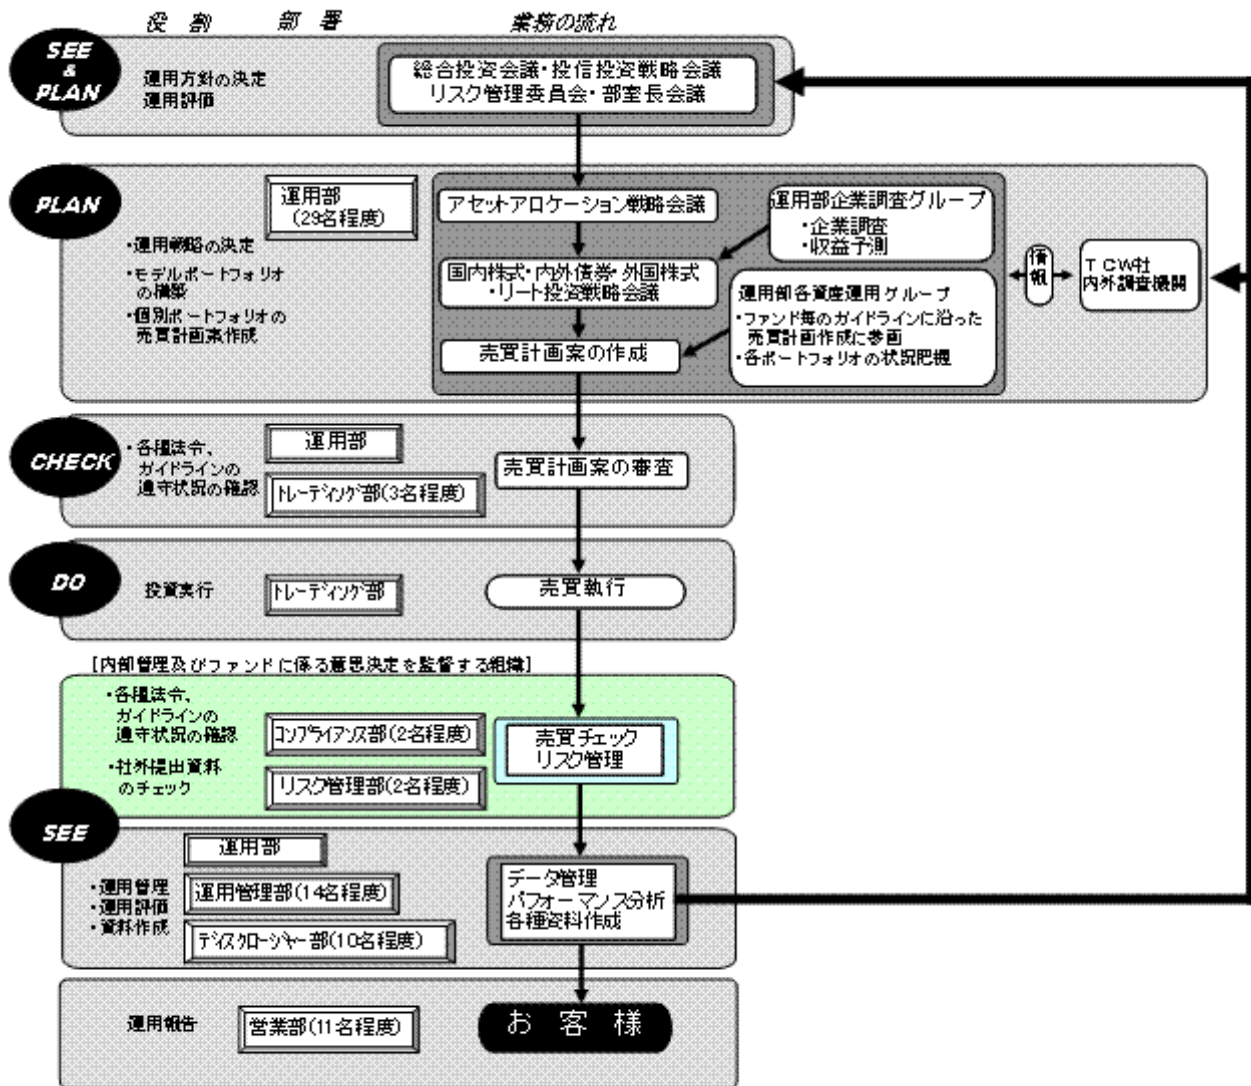 役 割 部 署 業務の流れ
SEE
&
PLAN
運用方針の決定
運用評価
総合投資会議・投信投資戦略会議
リスク管理委員会・部室長会議
PLAN
運用部
(29名程度)
・運用戦略の決定
・モデルポートフォリオ
の構築
・個別ポートフォリオの
売買計画案作成
アセットアロケーション戦略会議
国内株式・内外債券・外国株式
・リート投資戦略会議
売買計画案の作成
運用部企業調査グループ
・企業調査
・収益予測
運用部各資産運用グループ
・ファンド毎のガイドラインに沿った
売買計画作成に参画
・各ポートフォリオの状況把握
情報
TCW社
内外調査機関
CHECK
・各種法令、
ガイドラインの
遵守状況の確認
運用部
トレーディング部(3名程度)
売買計画案の審査
DO
投資実行
トレーディング部
売買執行
[内部管理及びファンドに係る意思決定を監督する組織]
・各種法令、
ガイドラインの
遵守状況の確認
・社外提出資料
のチェック
コンプライアンス部(2名程度)
リスク管理部(2名程度)
売買チェック
リスク管理
SEE
・運用管理
・運用評価
・資料作成
運用部
運用管理部(14名程度)
ディスクロージャー部(10名程度)
データ管理
パフォーマンス分析
各種資料作成
運用報告
営業部(11名程度)
お 客 様